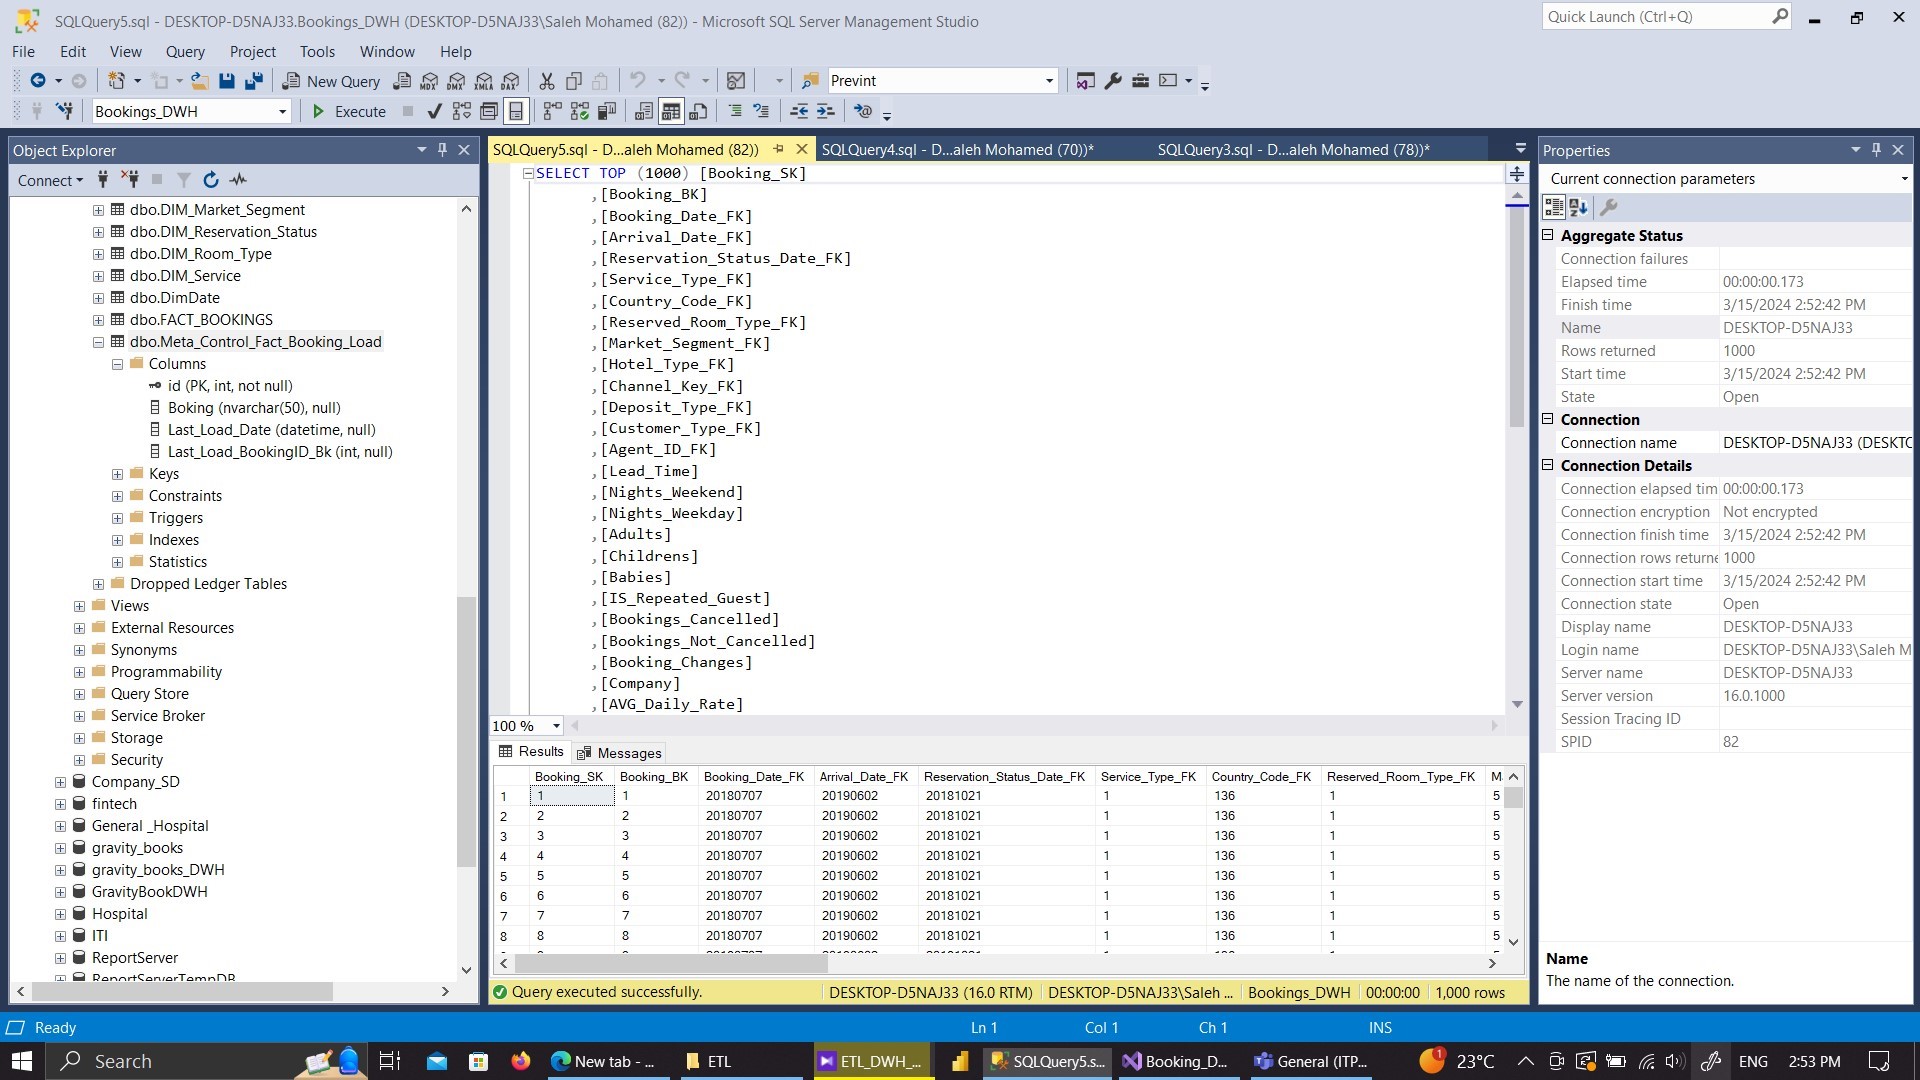 SQLQuery5.sql - DESKTOP-D5NAJ33.Bookings_DWH (DESKTOP-D5NAJ33\Saleh Mohamed (82)) - Microsoft SQL Server Management Studio
Quick Launch (Ctrl+Q)
File Edit View Query Project Tools Window Help
New Query
MDX DMX XMLA DAX
Prevint
Bookings_DWH
Execute
Object Explorer
Connect
dbo.DIM_Market_Segment
dbo.DIM_Reservation_Status
dbo.DIM_Room_Type
dbo.DIM_Service
dbo.DimDate
dbo.FACT_BOOKINGS
dbo.Meta_Control_Fact_Booking_Load
Columns
id (PK, int, not null)
Boking (nvarchar(50), null)
Last_Load_Date (datetime, null)
Last_Load_BookingID_Bk (int, null)
Keys
Constraints
Triggers
Indexes
Statistics
Dropped Ledger Tables
Views
External Resources
Synonyms
Programmability
Query Store
Service Broker
Storage
Security
Company_SD
fintech
General _Hospital
gravity_books
gravity_books_DWH
GravityBookDWH
Hospital
ITI
ReportServer
ReportServerTempDB
SQLQuery5.sql - D...aleh Mohamed (82)) SQLQuery4.sql - D...aleh Mohamed (70))* SQLQuery3.sql - D...aleh Mohamed (78))*
SELECT TOP (1000) [Booking_SK]
,[Booking_BK]
,[Booking_Date_FK]
,[Arrival_Date_FK]
,[Reservation_Status_Date_FK]
,[Service_Type_FK]
,[Country_Code_FK]
,[Reserved_Room_Type_FK]
,[Market_Segment_FK]
,[Hotel_Type_FK]
,[Channel_Key_FK]
,[Deposit_Type_FK]
,[Customer_Type_FK]
,[Agent_ID_FK]
,[Lead_Time]
,[Nights_Weekend]
,[Nights_Weekday]
,[Adults]
,[Childrens]
,[Babies]
,[IS_Repeated_Guest]
,[Bookings_Cancelled]
,[Bookings_Not_Cancelled]
,[Booking_Changes]
,[Company]
,[AVG_Daily_Rate]
100 %
Results Messages
Booking_SK Booking_BK Booking_Date_FK Arrival_Date_FK Reservation_Status_Date_FK Service_Type_FK Country_Code_FK Reserved_Room_Type_FK M
1 1 1 20180707 20190602 20181021 1 136 1 5
2 2 2 20180707 20190602 20181021 1 136 1 5
3 3 3 20180707 20190602 20181021 1 136 1 5
4 4 4 20180707 20190602 20181021 1 136 1 5
5 5 5 20180707 20190602 20181021 1 136 1 5
6 6 6 20180707 20190602 20181021 1 136 1 5
7 7 7 20180707 20190602 20181021 1 136 1 5
8 8 8 20180707 20190602 20181021 1 136 1 5
Query executed successfully. DESKTOP-D5NAJ33 (16.0 RTM) DESKTOP-D5NAJ33\Saleh ... Bookings_DWH 00:00:00 1,000 rows
Properties
Current connection parameters
Aggregate Status
Connection failures
Elapsed time 00:00:00.173
Finish time 3/15/2024 2:52:42 PM
Name DESKTOP-D5NAJ33
Rows returned 1000
Start time 3/15/2024 2:52:42 PM
State Open
Connection
Connection name DESKTOP-D5NAJ33 (DESKTC
Connection Details
Connection elapsed tim 00:00:00.173
Connection encryption Not encrypted
Connection finish time 3/15/2024 2:52:42 PM
Connection rows returne 1000
Connection start time 3/15/2024 2:52:42 PM
Connection state Open
Display name DESKTOP-D5NAJ33
Login name DESKTOP-D5NAJ33\Saleh M
Server name DESKTOP-D5NAJ33
Server version 16.0.1000
Session Tracing ID
SPID 82
Name
The name of the connection.
Ready Ln 1 Col 1 Ch 1 INS
Search New tab - ... ETL ETL_DWH_... SQLQuery5.s... Booking_D... General (ITP... 1 23°C ENG 2:53 PM